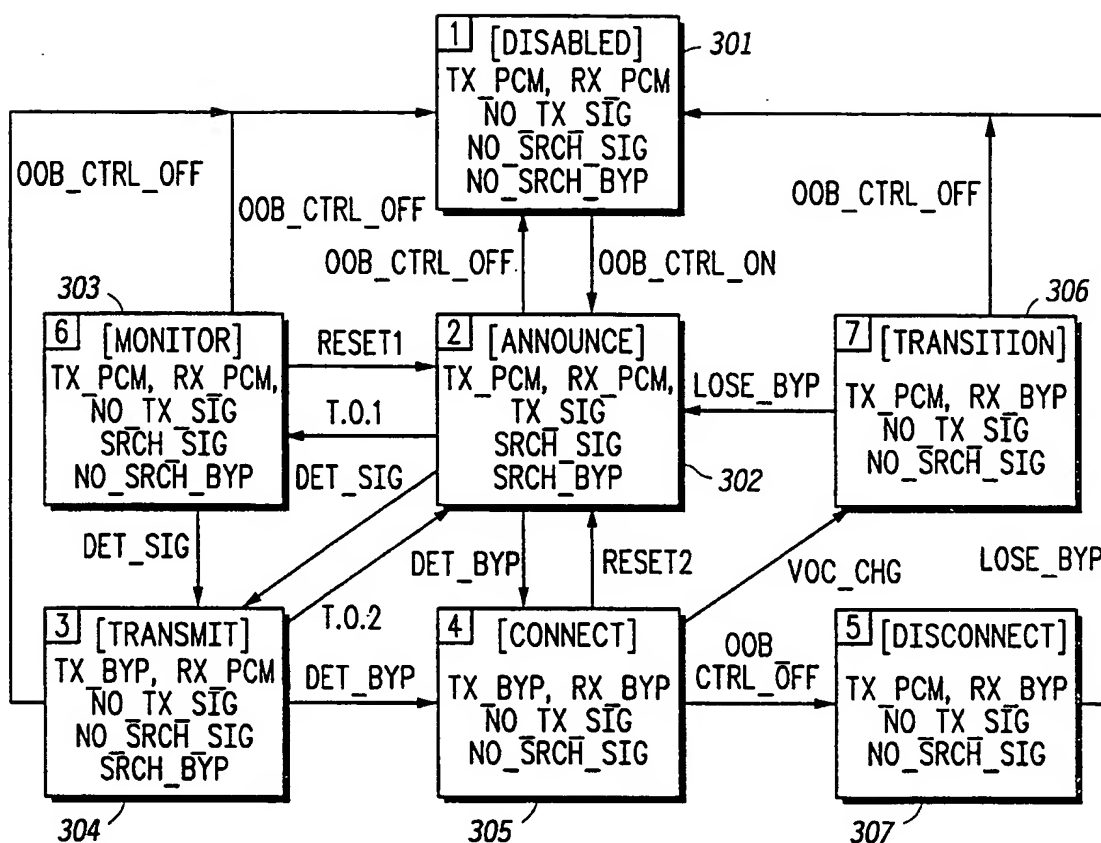 1 [DISABLED]
TX_PCM, RX_PCM
NO_TX_SIG
NO_SRCH_SIG
NO_SRCH_BYP
301
OOB_CTRL_OFF
OOB_CTRL_OFF
OOB_CTRL_OFF
OOB_CTRL_ON
OOB_CTRL_OFF
303
6 [MONITOR]
TX_PCM, RX_PCM,
NO_TX_SIG
SRCH_SIG
NO_SRCH_BYP
RESET1
T.O.1
DET_SIG
2 [ANNOUNCE]
TX_PCM, RX_PCM,
TX_SIG
SRCH_SIG
SRCH_BYP
302
LOSE_BYP
306
7 [TRANSITION]
TX_PCM, RX_BYP
NO_TX_SIG
NO_SRCH_SIG
DET_SIG
T.O.2
DET_BYP
RESET2
VOC_CHG
LOSE_BYP
3 [TRANSMIT]
TX_BYP, RX_PCM
NO_TX_SIG
NO_SRCH_SIG
SRCH_BYP
304
DET_BYP
4 [CONNECT]
TX_BYP, RX_BYP
NO_TX_SIG
NO_SRCH_SIG
305
OOB
CTRL_OFF
5 [DISCONNECT]
TX_PCM, RX_BYP
NO_TX_SIG
NO_SRCH_SIG
307